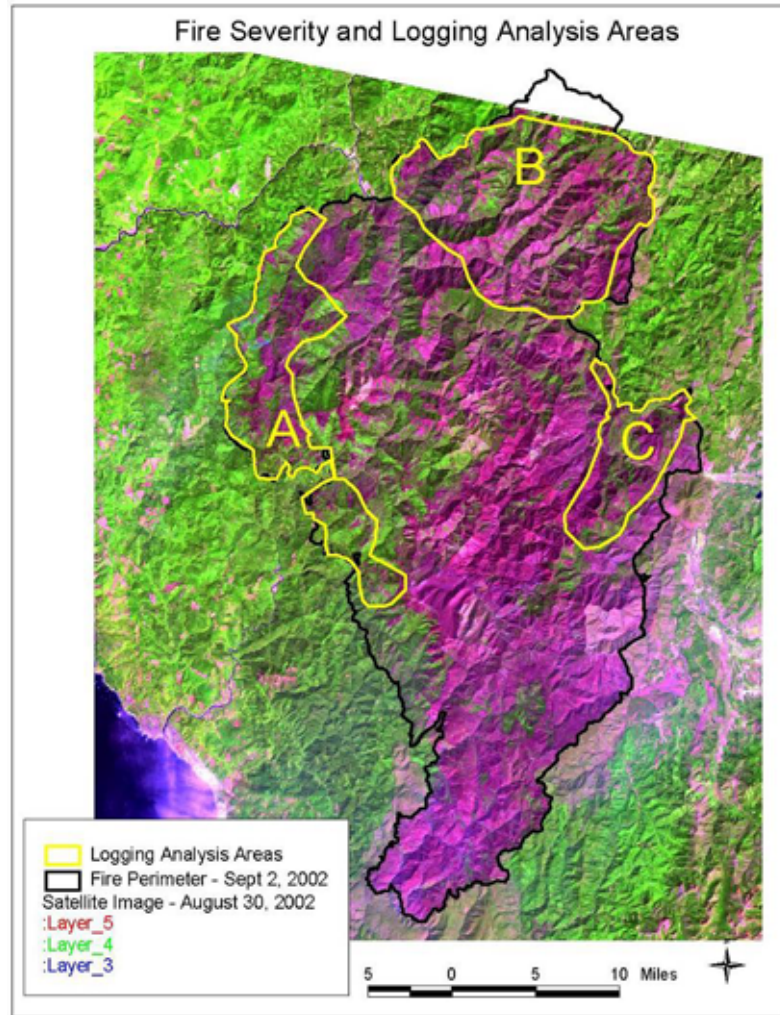 Fire Severity and Logging Analysis Areas
B
A
C
Logging Analysis Areas
Fire Perimeter - Sept 2, 2002
Satellite Image - August 30, 2002
:Layer_5
:Layer_4
:Layer_3
5 0 5 10 Miles